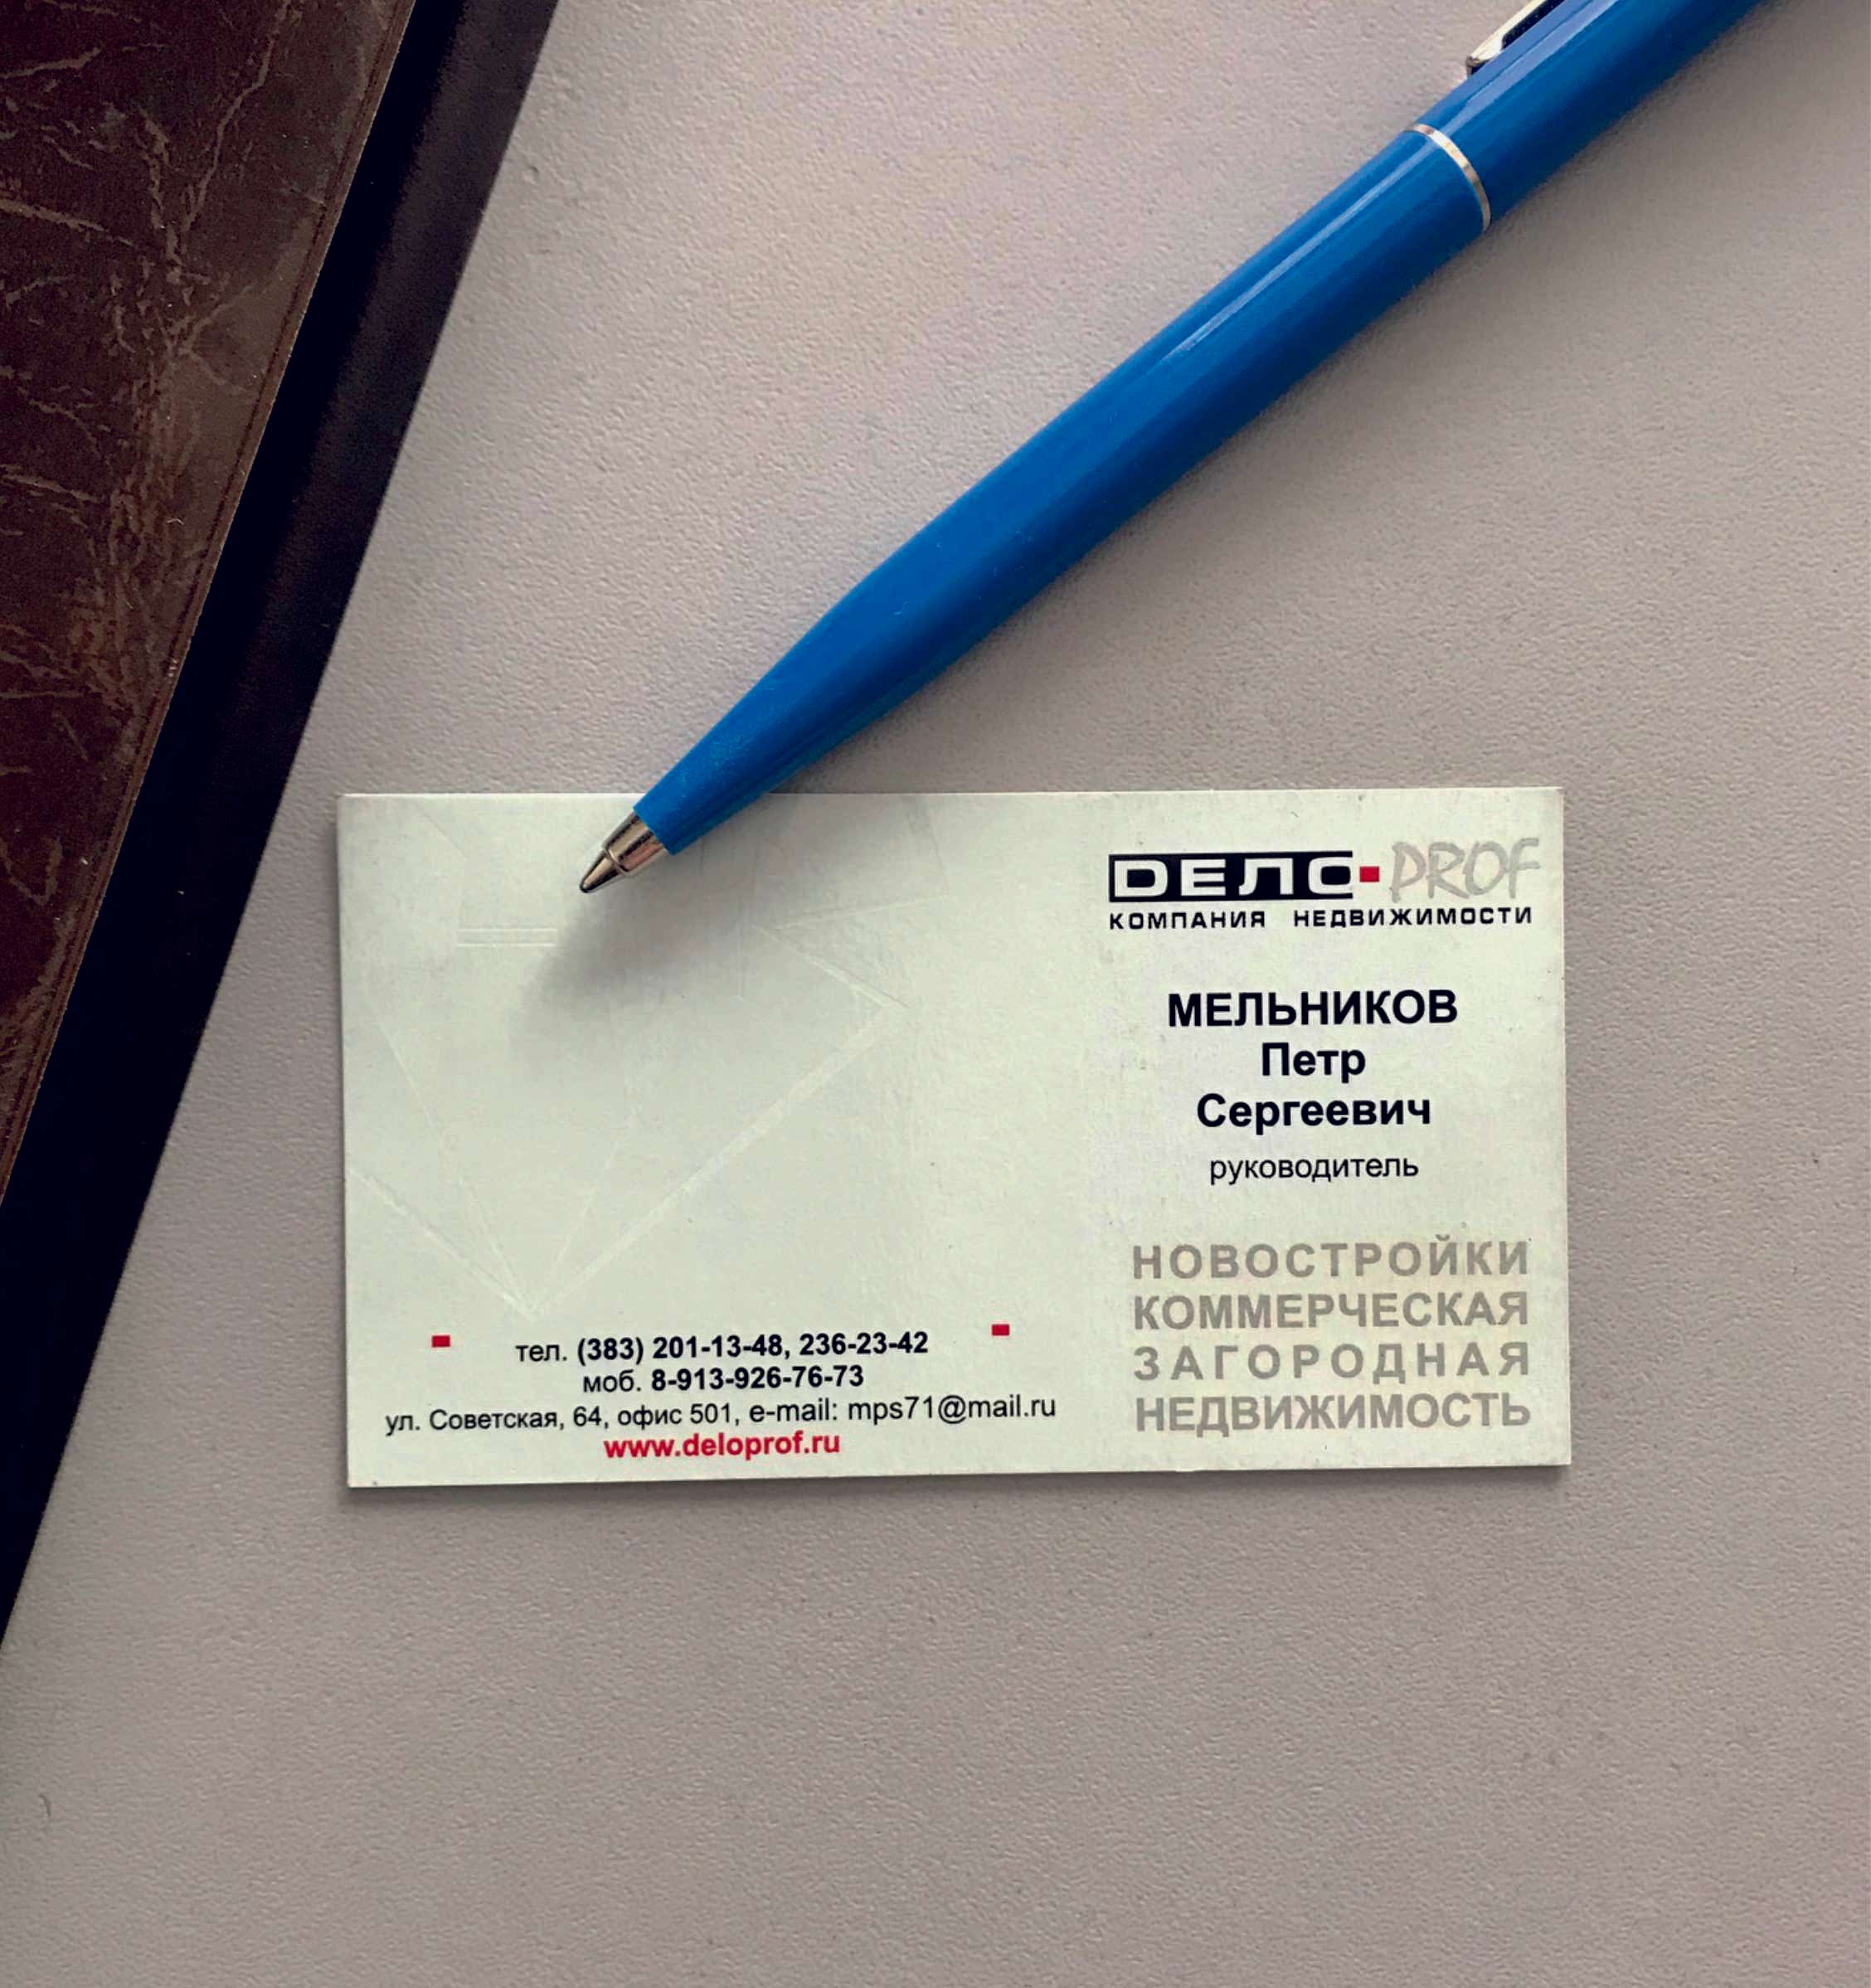 DЕЛО-PROF
КОМПАНИЯ НЕДВИЖИМОСТИ
МЕЛЬНИКОВ
Петр
Сергеевич
руководитель
НОВОСТРОЙКИ
КОММЕРЧЕСКАЯ
ЗАГОРОДНАЯ
НЕДВИЖИМОСТЬ
тел. (383) 201-13-48, 236-23-42
моб. 8-913-926-76-73
ул. Советская, 64, офис 501, e-mail: mps71@mail.ru
www.deloprof.ru